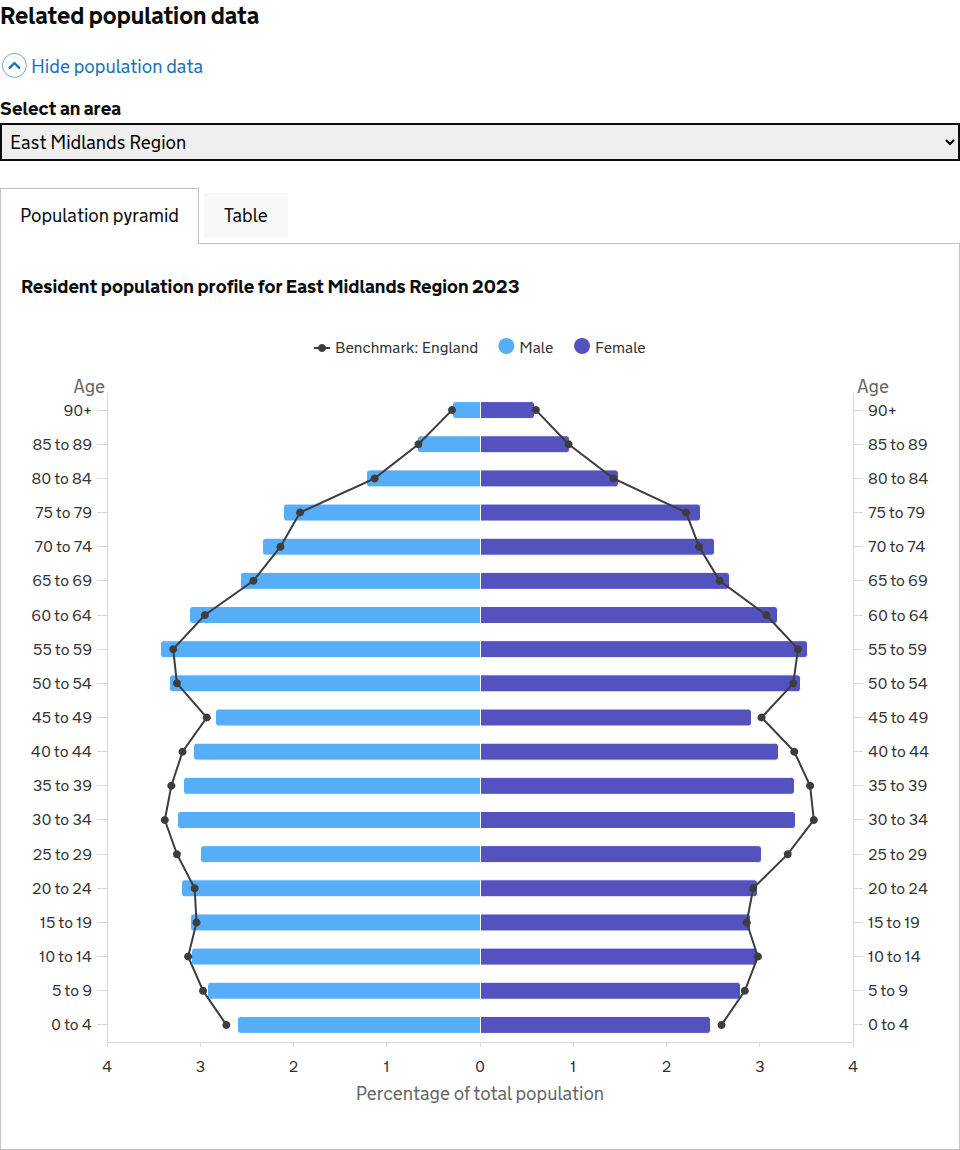 Related population data
Hide population data
Select an area
East Midlands Region
Population pyramid Table
Resident population profile for East Midlands Region 2023
Benchmark: England Male Female
Age Age
90+ 90+
85 to 89 85 to 89
80 to 84 80 to 84
75 to 79 75 to 79
70 to 74 70 to 74
65 to 69 65 to 69
60 to 64 60 to 64
55 to 59 55 to 59
50 to 54 50 to 54
45 to 49 45 to 49
40 to 44 40 to 44
35 to 39 35 to 39
30 to 34 30 to 34
25 to 29 25 to 29
20 to 24 20 to 24
15 to 19 15 to 19
10 to 14 10 to 14
5 to 9 5 to 9
0 to 4 0 to 4
4 3 2 1 0 1 2 3 4
Percentage of total population